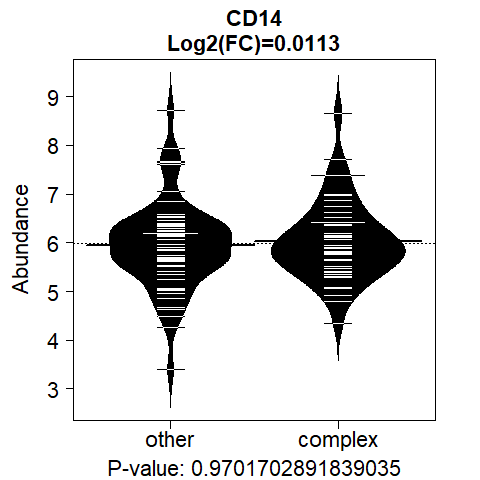 CD14
Log2(FC)=0.0113
Abundance
9
8
7
6
5
4
3
other complex
P-value: 0.9701702891839035